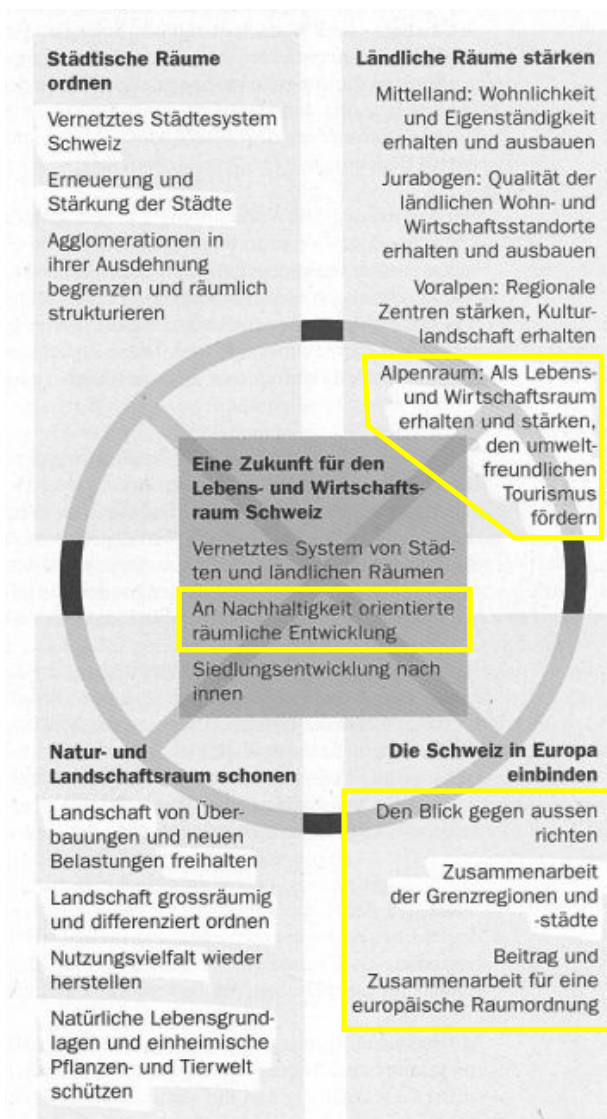 Städtische Räume
ordnen
Vernetztes Städtesystem
Schweiz
Erneuerung und
Stärkung der Städte
Agglomerationen in
ihrer Ausdehnung
begrenzen und räumlich
strukturieren
Ländliche Räume stärken
Mittelland: Wohnlichkeit
und Eigenständigkeit
erhalten und ausbauen
Jurabogen: Qualität der
ländlichen Wohn- und
Wirtschaftsstandorte
erhalten und ausbauen
Voralpen: Regionale
Zentren stärken, Kultur-
landschaft erhalten
Alpenraum: Als Lebens-
und Wirtschaftsraum
erhalten und stärken,
den umwelt-
freundlichen
Tourismus
fördern
Eine Zukunft für den
Lebens- und Wirtschafts-
raum Schweiz
Vernetztes System von Städ-
ten und ländlichen Räumen
An Nachhaltigkeit orientierte
räumliche Entwicklung
Siedlungsentwicklung nach
innen
Natur- und
Landschaftsraum schonen
Landschaft von Über-
bauungen und neuen
Belastungen freihalten
Landschaft grossräumig
und differenziert ordnen
Nutzungsvielfalt wieder
herstellen
Natürliche Lebensgrund-
lagen und einheimische
Pflanzen- und Tierwelt
schützen
Die Schweiz in Europa
einbinden
Den Blick gegen aussen
richten
Zusammenarbeit
der Grenzregionen und
-städte
Beitrag und
Zusammenarbeit für eine
europäische Raumordnung